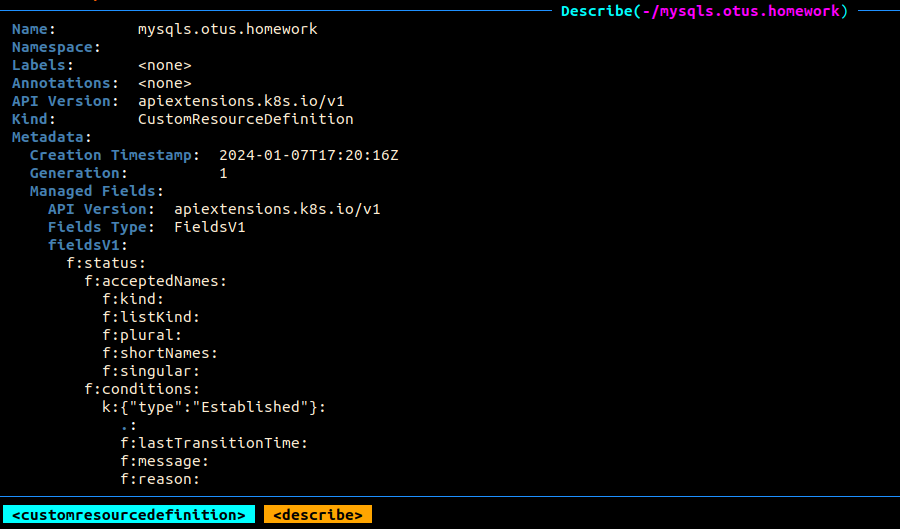 Describe(-/mysqls.otus.homework)
Name:         mysqls.otus.homework
Namespace:
Labels:       <none>
Annotations:  <none>
API Version:  apiextensions.k8s.io/v1
Kind:         CustomResourceDefinition
Metadata:
  Creation Timestamp:  2024-01-07T17:20:16Z
  Generation:          1
  Managed Fields:
    API Version:  apiextensions.k8s.io/v1
    Fields Type:  FieldsV1
    fieldsV1:
      f:status:
        f:acceptedNames:
          f:kind:
          f:listKind:
          f:plural:
          f:shortNames:
          f:singular:
        f:conditions:
          k:{"type":"Established"}:
            .:
            f:lastTransitionTime:
            f:message:
            f:reason:
<customresourcedefinition> <describe>